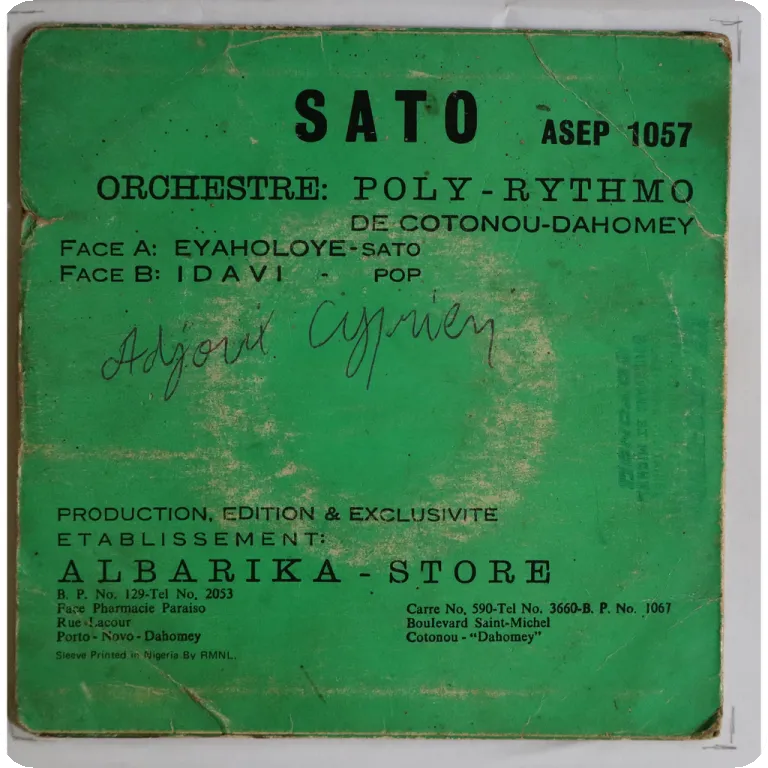 SATO ASEP 1057
ORCHESTRE: POLY-RYTHMO
DE COTONOU-DAHOMEY
FACE A: EYAHOLOYE-SATO
FACE B: IDAVI - POP
Adjovi Cyprien
PRODUCTION, EDITION & EXCLUSIVITE
ETABLISSEMENT:
ALBARIKA - STORE
B. P. No. 129-Tel No. 2053
Face Pharmacie Paraiso
Rue Lacour
Porto - Novo - Dahomey
Carre No. 590-Tel No. 3660-B. P. No. 1067
Boulevard Saint-Michel
Cotonou - "Dahomey"
Sleeve Printed in Nigeria By RMNL.